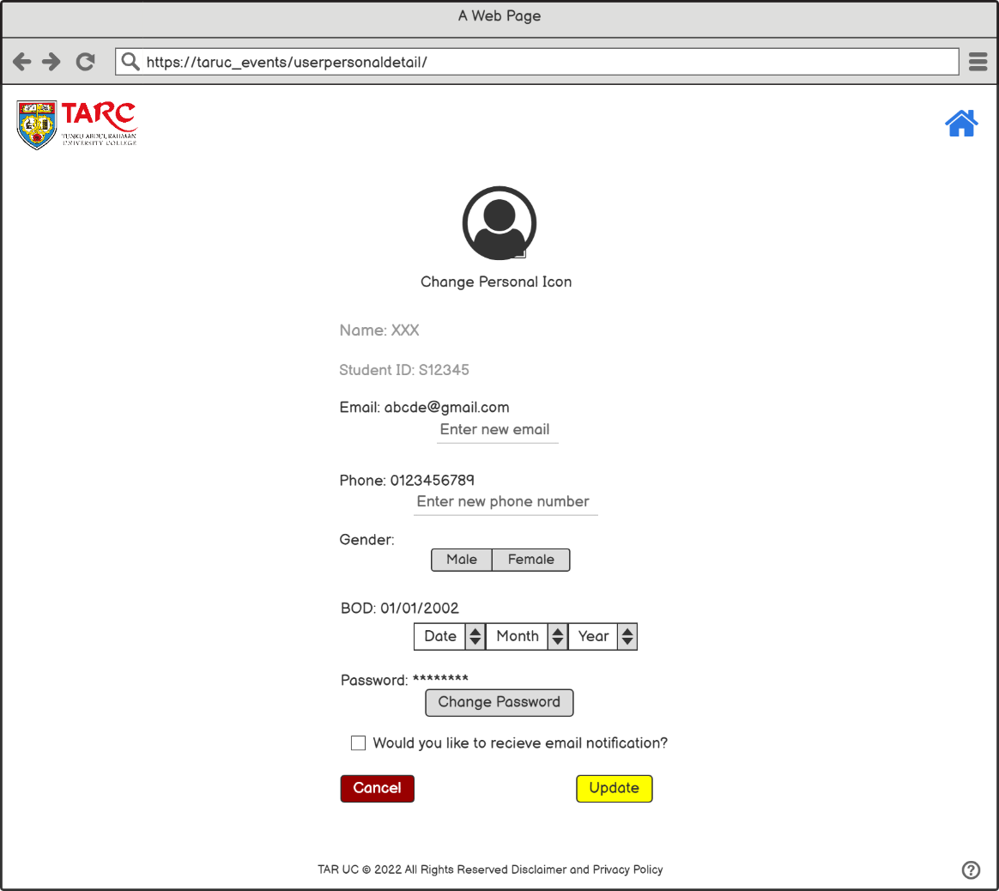 A Web Page
https://taruc_events/userpersonaldetail/
TARC
TUNKU ABDUL RAHMAN
UNIVERSITY COLLEGE
Change Personal Icon
Name: XXX
Student ID: S12345
Email: abcde@gmail.com
Enter new email
Phone: 0123456789
Enter new phone number
Gender:
Male Female
BOD: 01/01/2002
Date Month Year
Password: ********
Change Password
Would you like to recieve email notification?
Cancel Update
TAR UC © 2022 All Rights Reserved Disclaimer and Privacy Policy
?